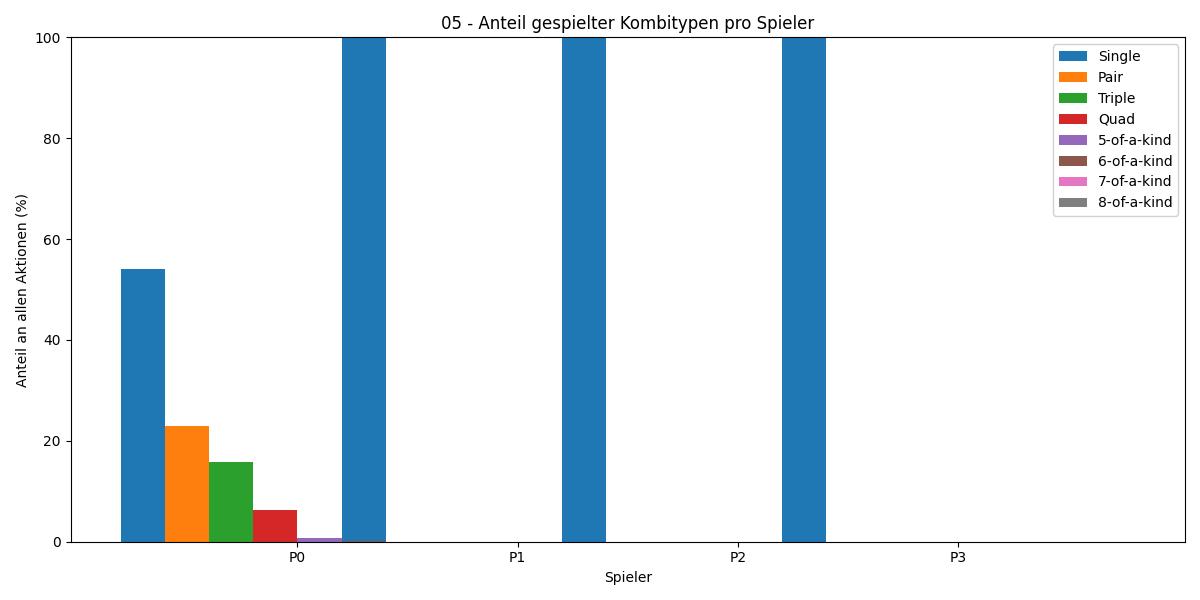 05 - Anteil gespielter Kombitypen pro Spieler
Anteil an allen Aktionen (%)
100
80
60
40
20
0
Single
Pair
Triple
Quad
5-of-a-kind
6-of-a-kind
7-of-a-kind
8-of-a-kind
P0
P1
P2
P3
Spieler